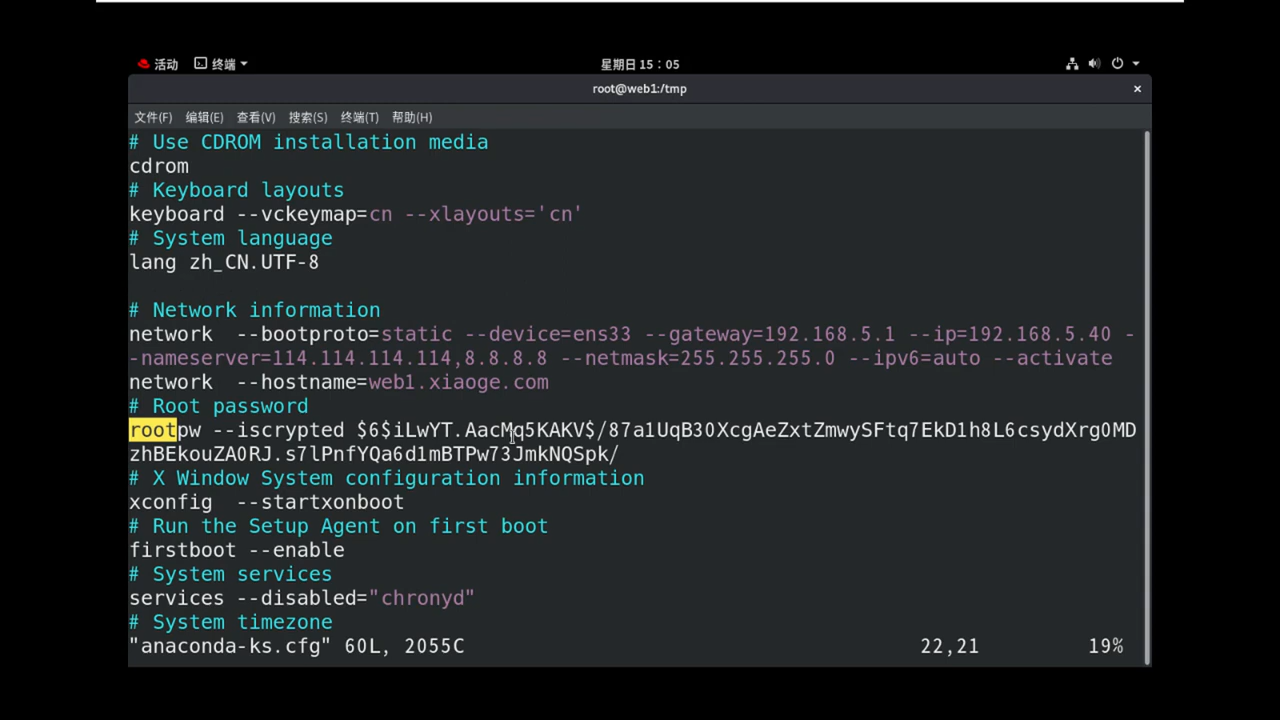 活动 终端 星期日 15：05
root@web1:/tmp ×
文件(F) 编辑(E) 查看(V) 搜索(S) 终端(T) 帮助(H)
# Use CDROM installation media
cdrom
# Keyboard layouts
keyboard --vckeymap=cn --xlayouts='cn'
# System language
lang zh_CN.UTF-8
# Network information
network  --bootproto=static --device=ens33 --gateway=192.168.5.1 --ip=192.168.5.40 -
-nameserver=114.114.114.114,8.8.8.8 --netmask=255.255.255.0 --ipv6=auto --activate
network  --hostname=web1.xiaoge.com
# Root password
rootpw --iscrypted $6$iLwYT.AacMq5KAKV$/87a1UqB30XcgAeZxtZmwySFtq7EkD1h8L6csydXrg0MD
zhBEkouZA0RJ.s7lPnfYQa6d1mBTPw73JmkNQSpk/
# X Window System configuration information
xconfig  --startxonboot
# Run the Setup Agent on first boot
firstboot --enable
# System services
services --disabled="chronyd"
# System timezone
"anaconda-ks.cfg" 60L, 2055C 22,21 19%